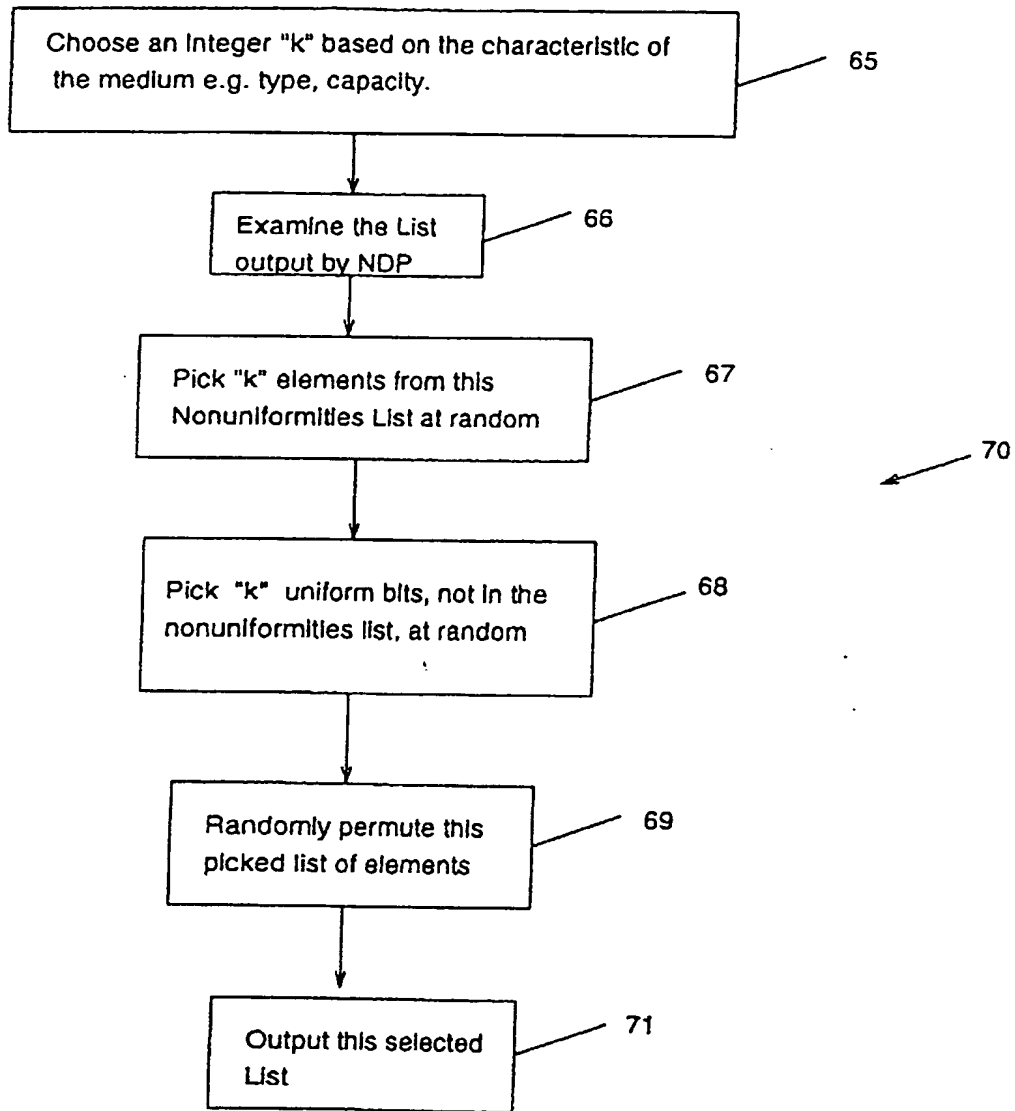 Choose an Integer "k" based on the characteristic of
the medium e.g. type, capacity.
65
Examine the List
output by NDP
66
Pick "k" elements from this
Nonuniformities List at random
67
70
Pick "k" uniform bits, not in the
nonuniformities list, at random
68
Randomly permute this
picked list of elements
69
Output this selected
List
71